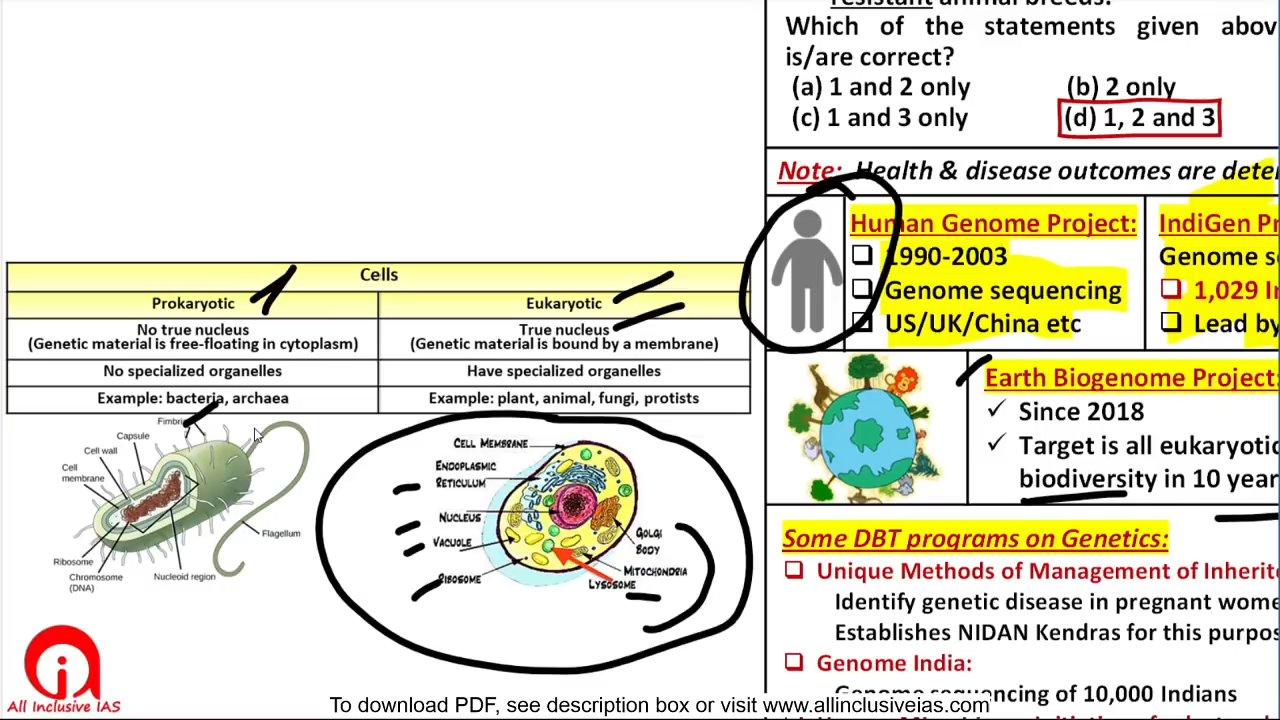 Cells
Prokaryotic
Eukaryotic
No true nucleus
(Genetic material is free-floating in cytoplasm)
True nucleus
(Genetic material is bound by a membrane)
No specialized organelles
Have specialized organelles
Example: bacteria, archaea
Example: plant, animal, fungi, protists
Capsule
Cell wall
Cell
membrane
Ribosome
Chromosome
(DNA)
Nucleoid region
Flagellum
CELL MEMBRANE
ENDOPLASMIC
RETICULUM
NUCLEUS
VACUOLE
RIBOSOME
GOLGI
BODY
MITOCHONDRIA
LYSOSOME
All Inclusive IAS
resistant animal breeds.
Which of the statements given abov
is/are correct?
(a) 1 and 2 only
(b) 2 only
(c) 1 and 3 only
(d) 1, 2 and 3
Note: Health & disease outcomes are deter
Human Genome Project:
1990-2003
Genome sequencing
US/UK/China etc
IndiGen Pr
Genome se
1,029 In
Lead by
Earth Biogenome Project:
Since 2018
Target is all eukaryotic
biodiversity in 10 year
Some DBT programs on Genetics:
Unique Methods of Management of Inherite
Identify genetic disease in pregnant wome
Establishes NIDAN Kendras for this purpos
Genome India:
Genome sequencing of 10,000 Indians
To download PDF, see description box or visit www.allinclusiveias.com